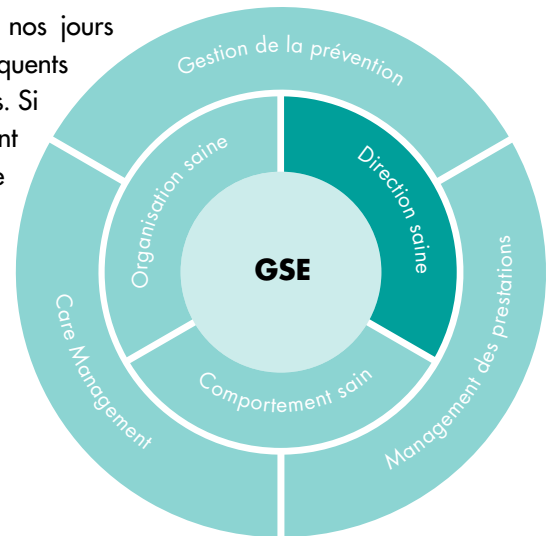 nos jours
quents
s. Si
nt
e
Gestion de la prévention
Organisation saine
Direction saine
GSE
Comportement sain
Care Management
Management des prestations